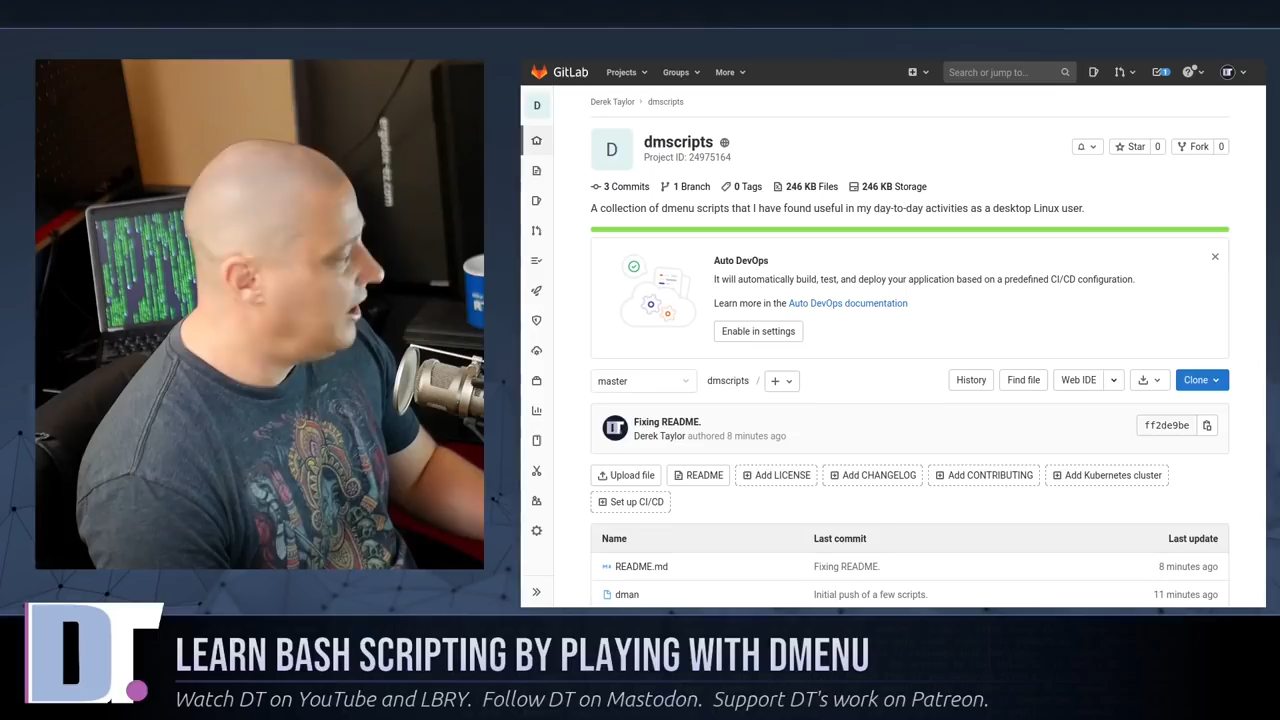 GitLab Projects Groups More Search or jump to... 1
Derek Taylor › dmscripts
D
D
dmscripts
Project ID: 24975164
Star 0 Fork 0
3 Commits 1 Branch 0 Tags 246 KB Files 246 KB Storage
A collection of dmenu scripts that I have found useful in my day-to-day activities as a desktop Linux user.
Auto DevOps
It will automatically build, test, and deploy your application based on a predefined CI/CD configuration.
Learn more in the Auto DevOps documentation
Enable in settings
master dmscripts / + History Find file Web IDE Clone
Fixing README.
Derek Taylor authored 8 minutes ago
ff2de9be
Upload file README Add LICENSE Add CHANGELOG Add CONTRIBUTING Add Kubernetes cluster
Set up CI/CD
Name Last commit Last update
README.md Fixing README. 8 minutes ago
dman Initial push of a few scripts. 11 minutes ago
DT.
LEARN BASH SCRIPTING BY PLAYING WITH DMENU
Watch DT on YouTube and LBRY. Follow DT on Mastodon. Support DT's work on Patreon.